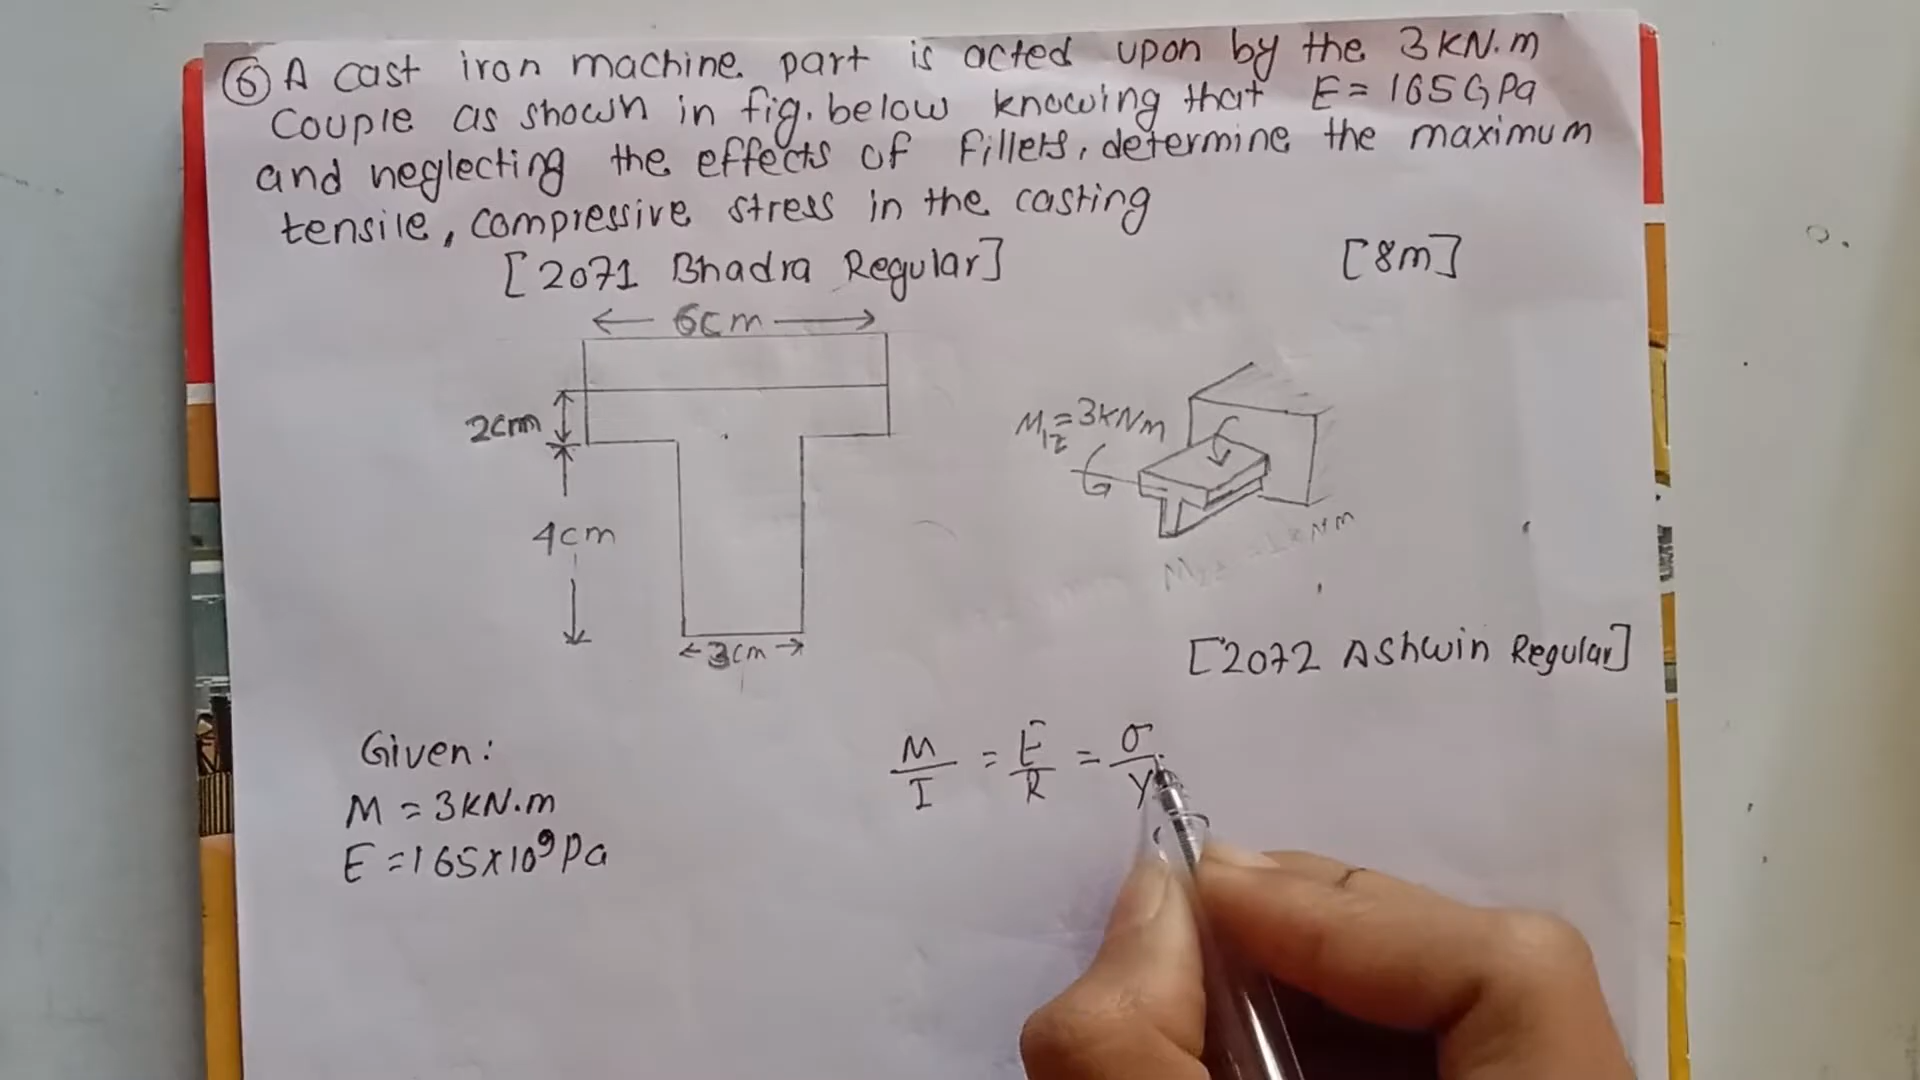 ⑥ A cast iron machine part is acted upon by the 3KN.m
Couple as shown in fig. below knowing that E = 165GPa
and neglecting the effects of fillets, determine the maximum
tensile, compressive stress in the casting
[2071 Bhadra Regular] [8m]
6cm
2cm
4cm
3cm
M = 3KNm
[2072 Ashwin Regular]
Given:
M = 3KN.m
E = 165×10⁹ Pa
M/I = E/R = σ/Y